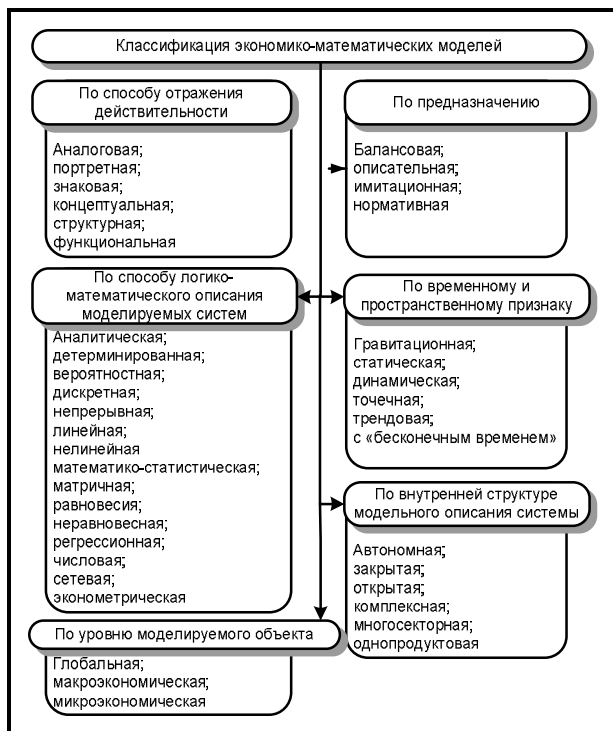 Классификация экономико-математических моделей
По способу отражения
действительности
Аналоговая;
портретная;
знаковая;
концептуальная;
структурная;
функциональная
По предназначению
Балансовая;
описательная;
имитационная;
нормативная
По способу логико-
математического описания
моделируемых систем
Аналитическая;
детерминированная;
вероятностная;
дискретная;
непрерывная;
линейная;
нелинейная
математико-статистическая;
матричная;
равновесия;
неравновесная;
регрессионная;
числовая;
сетевая;
эконометрическая
По временному и
пространственному признаку
Гравитационная;
статическая;
динамическая;
точечная;
трендовая;
с «бесконечным временем»
По внутренней структуре
модельного описания системы
Автономная;
закрытая;
открытая;
комплексная;
многосекторная;
однопродуктовая
По уровню моделируемого объекта
Глобальная;
макроэкономическая;
микроэкономическая